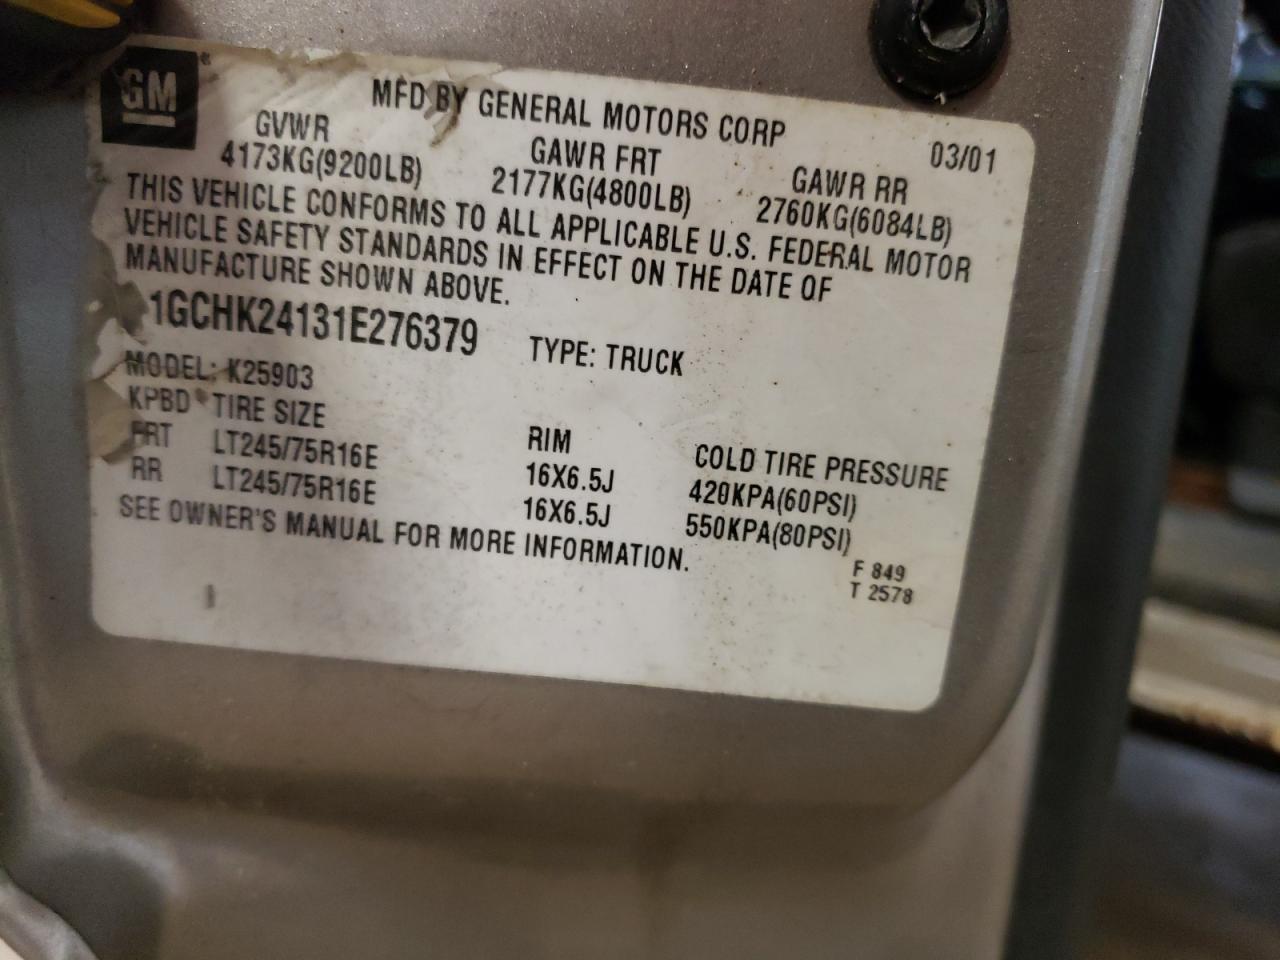 GM
MFD BY GENERAL MOTORS CORP
03/01
GVWR GAWR FRT GAWR RR
4173KG(9200LB) 2177KG(4800LB) 2760KG(6084LB)
THIS VEHICLE CONFORMS TO ALL APPLICABLE U.S. FEDERAL MOTOR
VEHICLE SAFETY STANDARDS IN EFFECT ON THE DATE OF
MANUFACTURE SHOWN ABOVE.
1GCHK24131E276379 TYPE: TRUCK
MODEL: K25903
KPBD TIRE SIZE RIM COLD TIRE PRESSURE
FRT LT245/75R16E 16X6.5J 420KPA(60PSI)
RR LT245/75R16E 16X6.5J 550KPA(80PSI)
SEE OWNER'S MANUAL FOR MORE INFORMATION.
F 849
T 2578